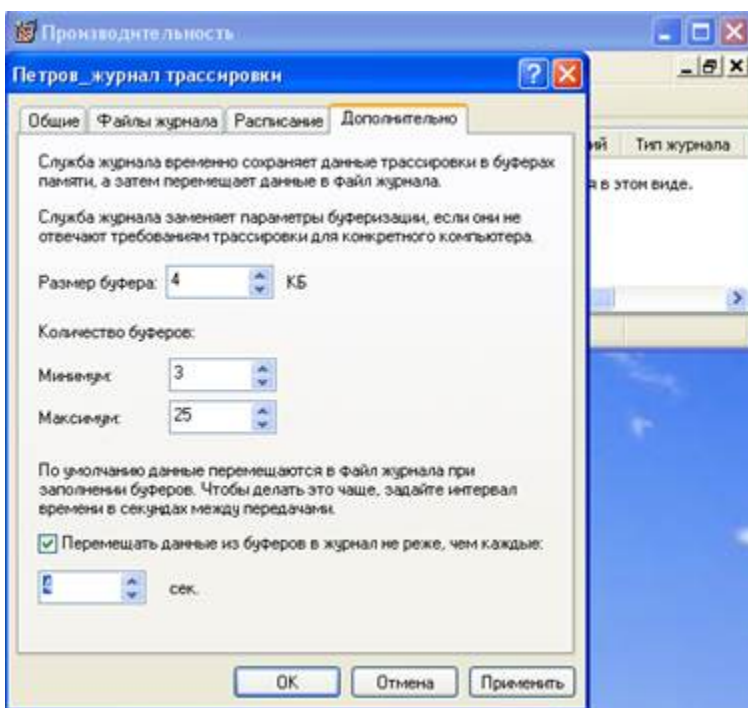 Производительность
Петров_журнал трассировки
Общие Файлы журнала Расписание Дополнительно
Тип журнала
я в этом виде.
Служба журнала временно сохраняет данные трассировки в буферах
памяти, а затем перемещает данные в файл журнала.
Служба журнала заменяет параметры буферизации, если они не
отвечают требованиям трассировки для конкретного компьютера.
Размер буфера: 4 КБ
Количество буферов:
Минимум: 3
Максимум: 25
По умолчанию данные перемещаются в файл журнала при
заполнении буферов. Чтобы делать это чаще, задайте интервал
времени в секундах между передачами.
Перемещать данные из буферов в журнал не реже, чем каждые:
сек.
ОК Отмена Применить